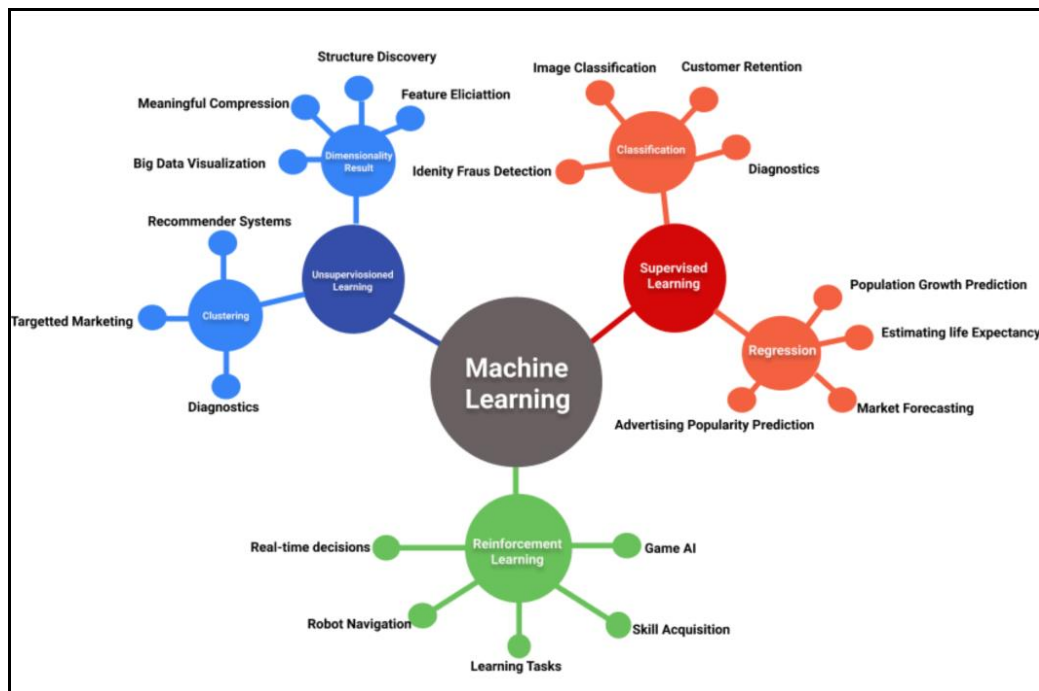 Structure Discovery
Feature Eliciattion
Meaningful Compression
Big Data Visualization
Dimensionality
Result
Recommender Systems
Targetted Marketing
Clustering
Diagnostics
Unsuperviosioned
Learning
Image Classification
Customer Retention
Classification
Idenity Fraus Detection
Diagnostics
Supervised
Learning
Population Growth Prediction
Estimating life Expectancy
Regression
Market Forecasting
Advertising Popularity Prediction
Machine
Learning
Real-time decisions
Reinforcement
Learning
Game AI
Robot Navigation
Skill Acquisition
Learning Tasks